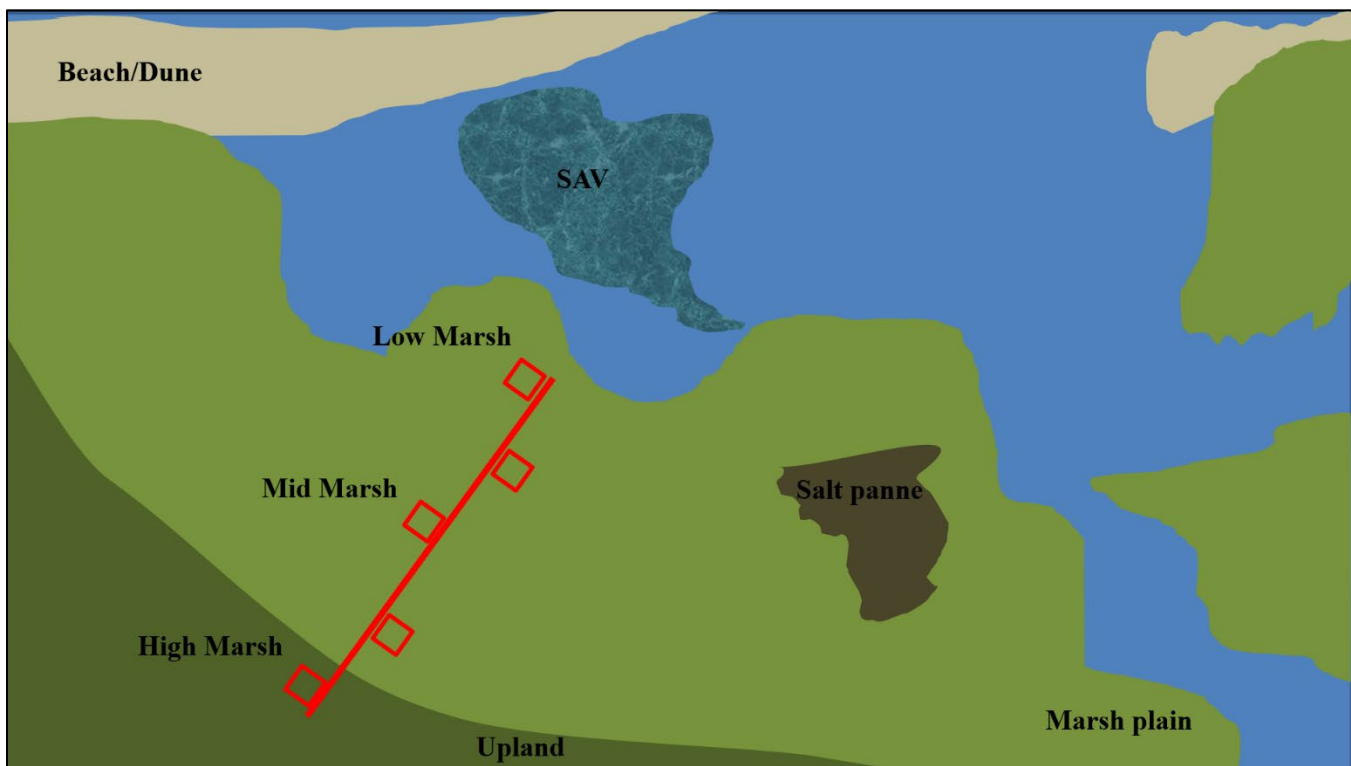 Beach/Dune
SAV
Low Marsh
Mid Marsh
Salt panne
High Marsh
Marsh plain
Upland